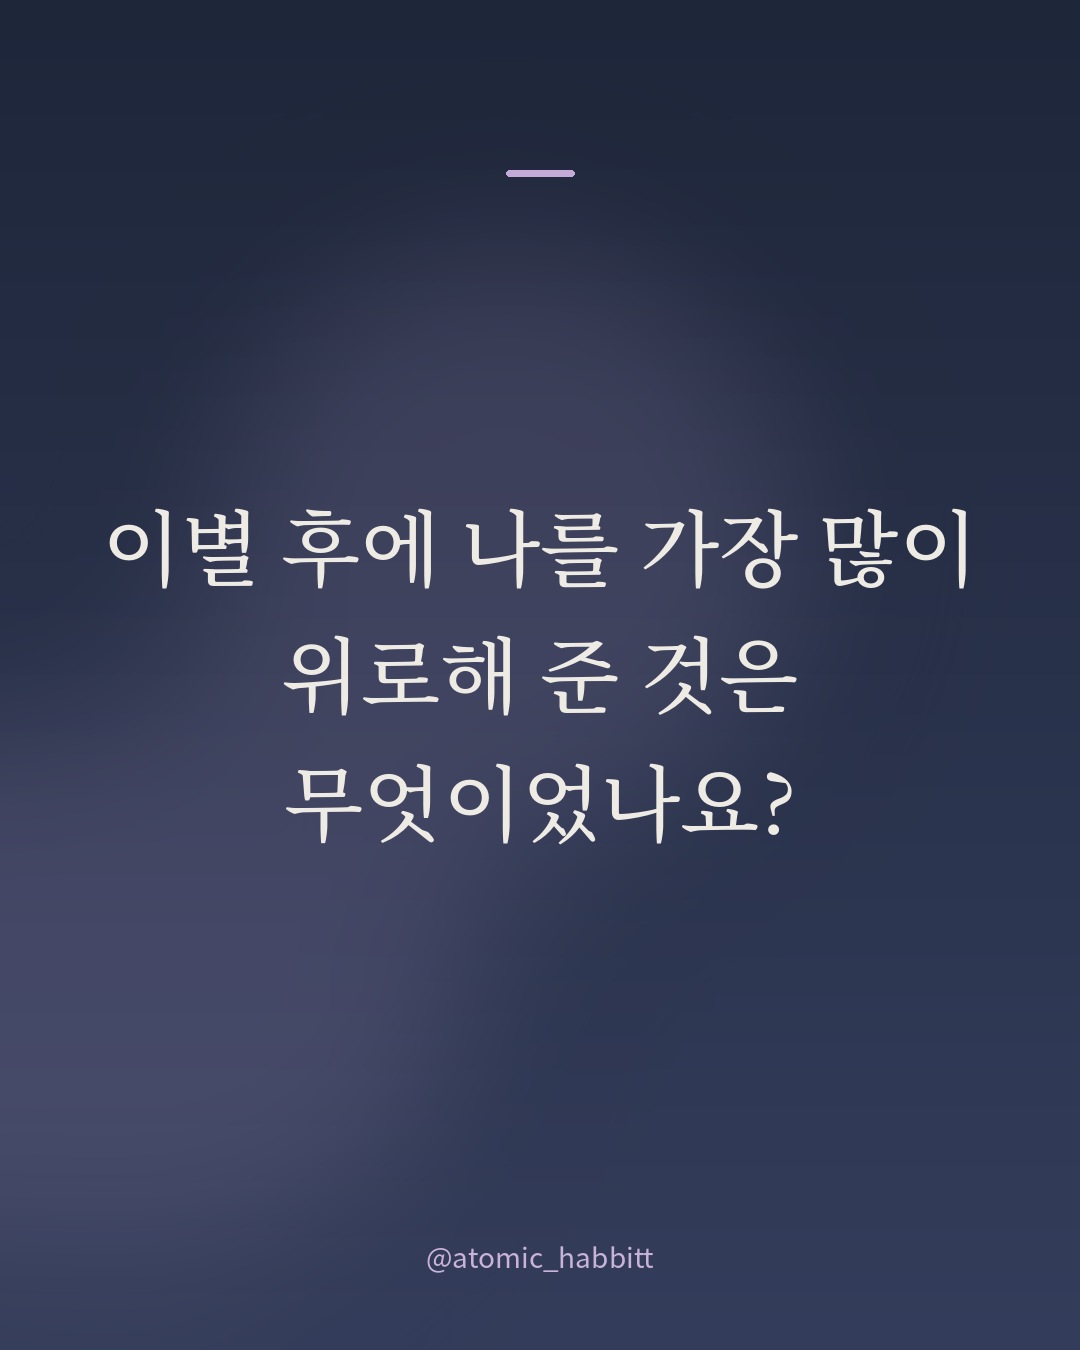 이별 후에 나를 가장 많이
위로해 준 것은
무엇이었나요?
@atomic_habbitt